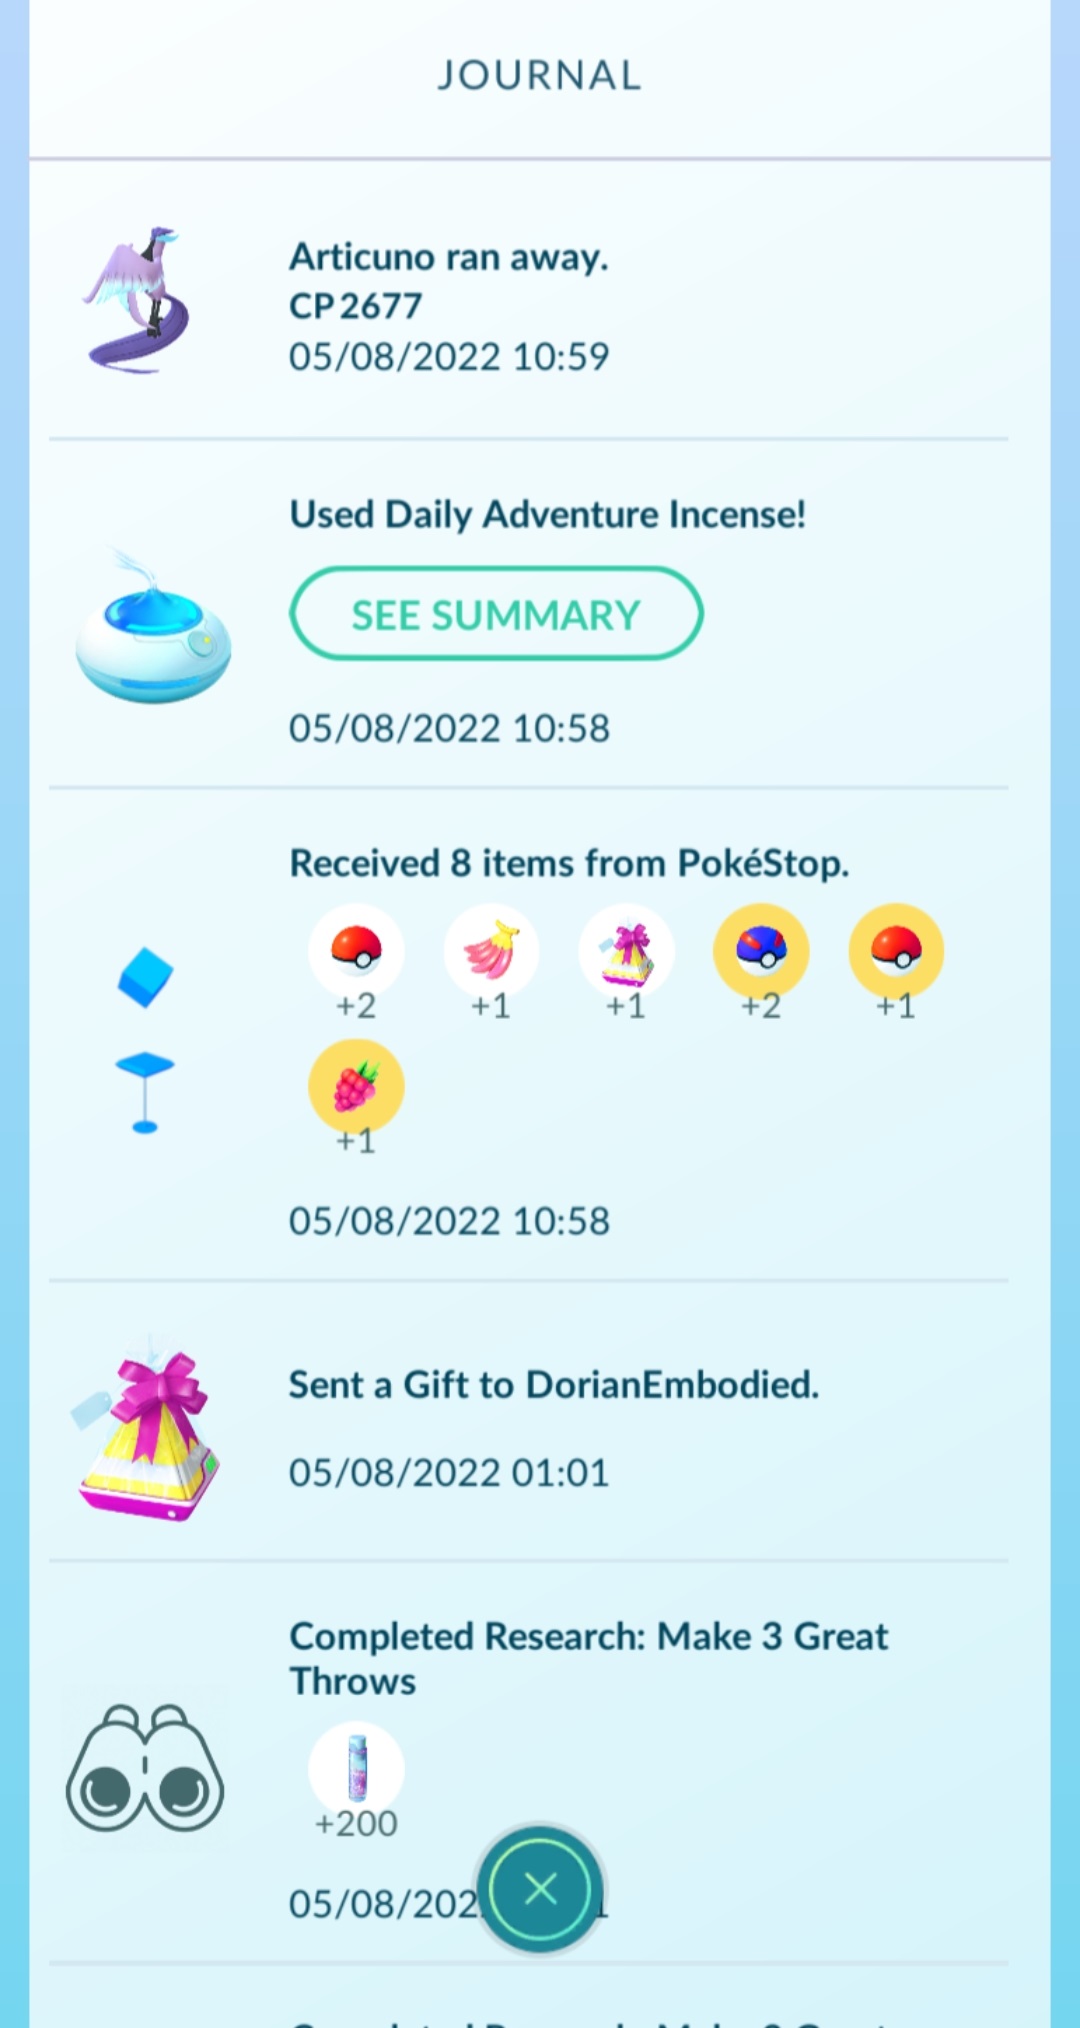 JOURNAL
Articuno ran away.
CP 2677
05/08/2022 10:59
Used Daily Adventure Incense!
SEE SUMMARY
05/08/2022 10:58
Received 8 items from PokéStop.
+2 +1 +1 +2 +1
+1
05/08/2022 10:58
Sent a Gift to DorianEmbodied.
05/08/2022 01:01
Completed Research: Make 3 Great
Throws
+200
05/08/202